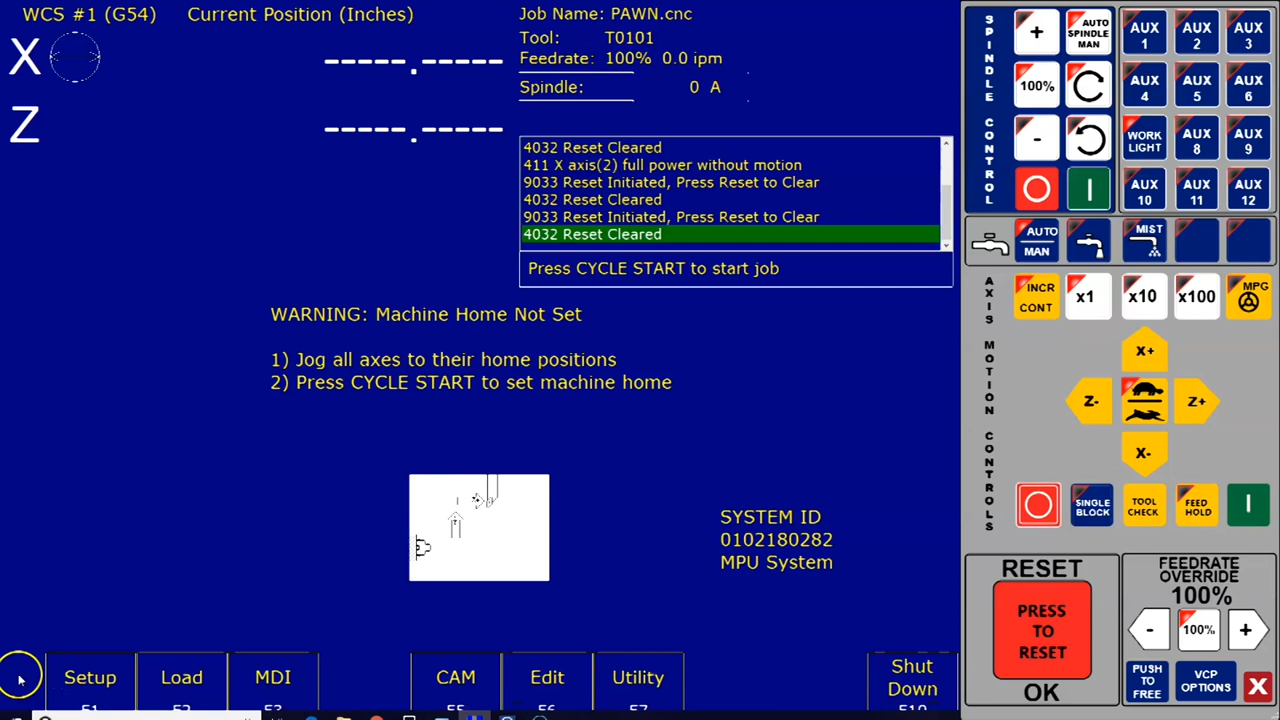 WCS #1 (G54)
Current Position (Inches)
X
-----.-----
Z
-----.-----
Job Name: PAWN.cnc
Tool: T0101
Feedrate: 100% 0.0 ipm
Spindle: 0 A
4032 Reset Cleared
411 X axis(2) full power without motion
9033 Reset Initiated, Press Reset to Clear
4032 Reset Cleared
9033 Reset Initiated, Press Reset to Clear
4032 Reset Cleared
Press CYCLE START to start job
WARNING: Machine Home Not Set
1) Jog all axes to their home positions
2) Press CYCLE START to set machine home
SYSTEM ID
0102180282
MPU System
Setup
Load
MDI
CAM
Edit
Utility
Shut
Down
SPINDLE CONTROL
+
AUTO
SPINDLE
MAN
100%
-
AUX
1
AUX
2
AUX
3
AUX
4
AUX
5
AUX
6
WORK
LIGHT
AUX
8
AUX
9
AUX
10
AUX
11
AUX
12
AUTO
MAN
MIST
AXIS MOTION CONTROLS
INCR
CONT
x1
x10
x100
MPG
X+
Z-
Z+
X-
SINGLE
BLOCK
TOOL
CHECK
FEED
HOLD
RESET
PRESS
TO
RESET
OK
FEEDRATE
OVERRIDE
100%
-
100%
+
PUSH
TO
FREE
VCP
OPTIONS
X